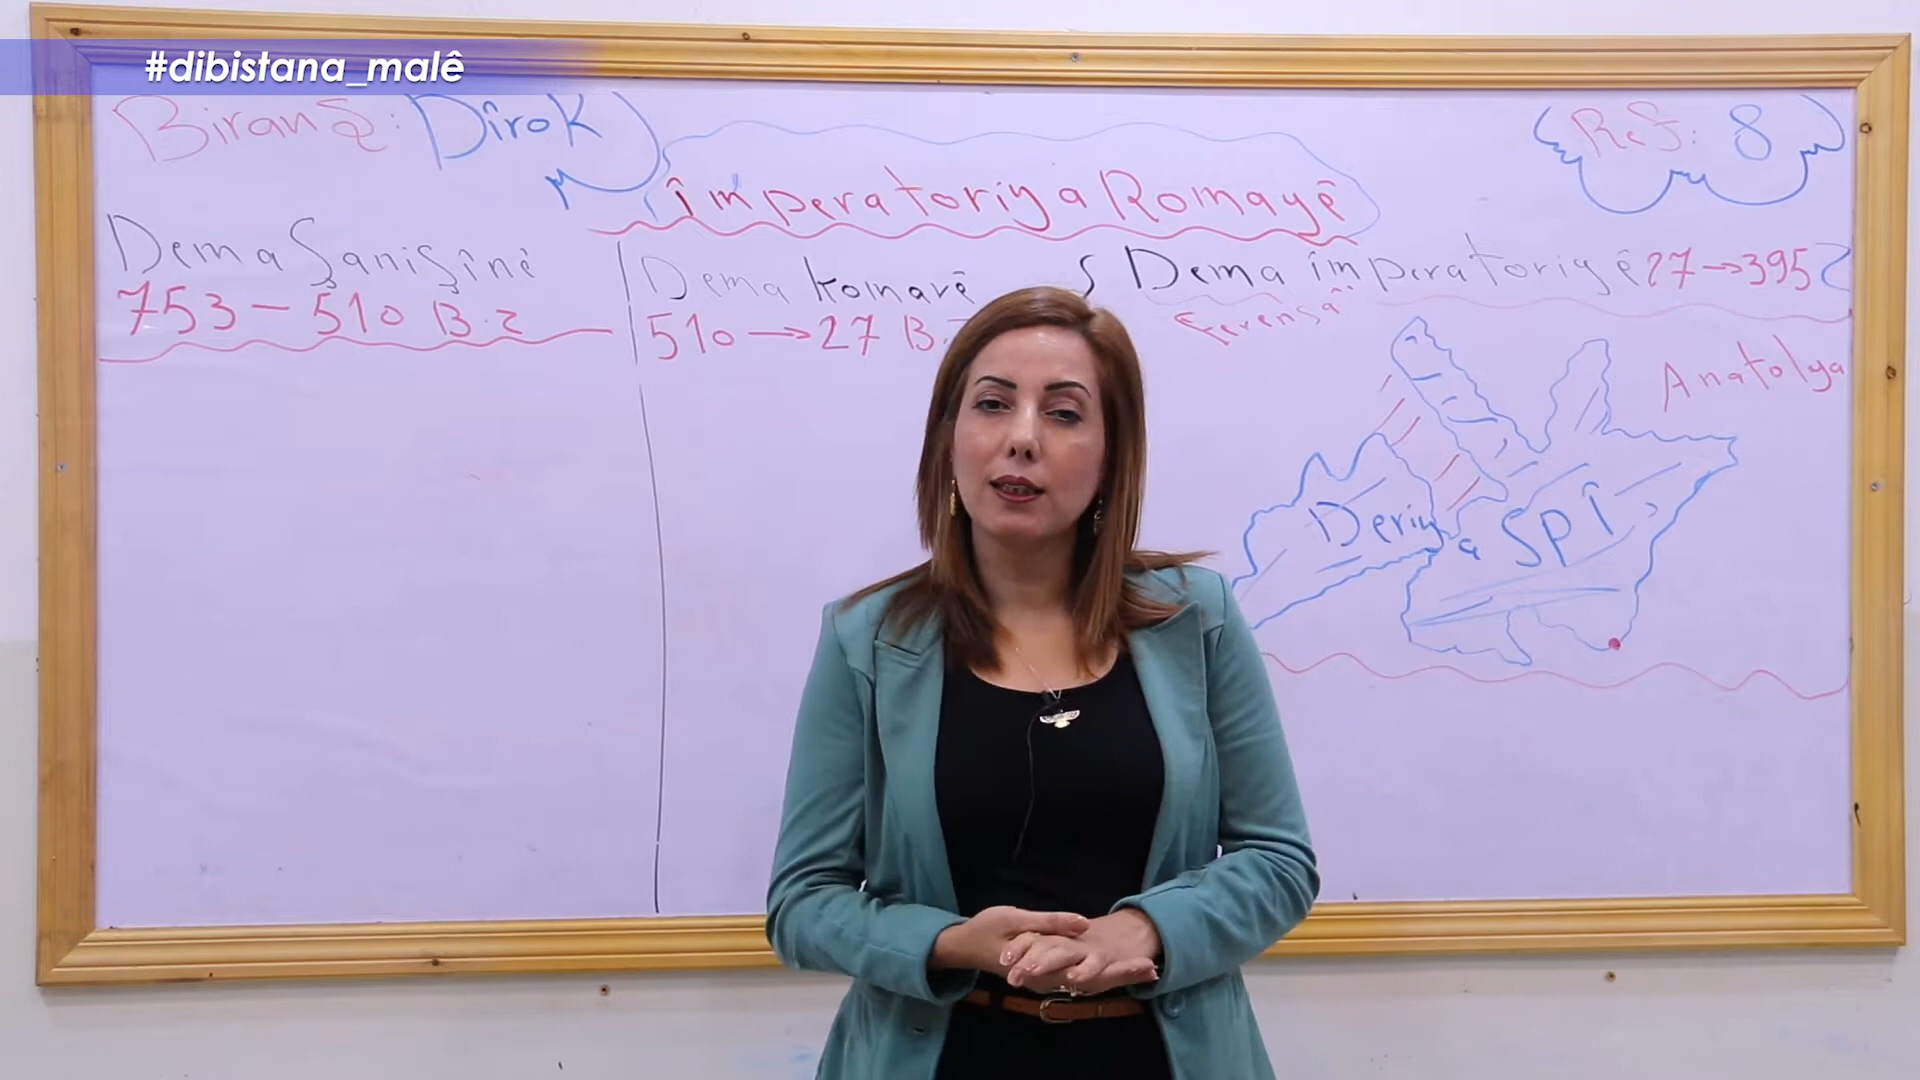 #dibistana_malê
Biranş: Dîrok
Ref: 8
împeratoriya Romayê
Dema Şanişînê
753 - 510 B.z
Dema komarê
510 → 27 B.
Dema împeratoriyê 27 → 395 Z
Ferensa
Anatolya
Deriya SPÎ